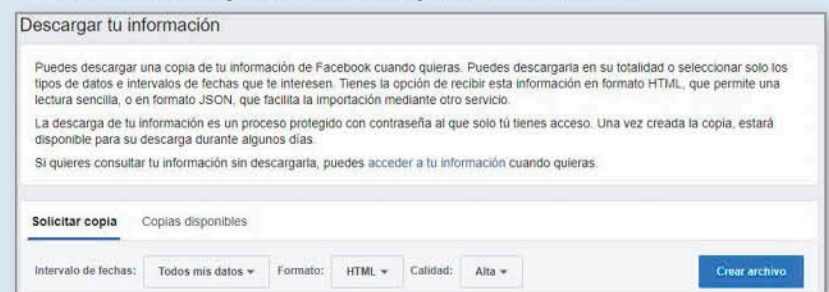 Descargar tu información
Puedes descargar una copia de tu información de Facebook cuando quieras. Puedes descargarla en su totalidad o seleccionar solo los
tipos de datos e intervalos de fechas que te interesen. Tienes la opción de recibir esta información en formato HTML, que permite una
lectura sencilla, o en formato JSON, que facilita la importación mediante otro servicio.
La descarga de tu información es un proceso protegido con contraseña al que solo tú tienes acceso. Una vez creada la copia, estará
disponible para su descarga durante algunos días.
Si quieres consultar tu información sin descargarla, puedes acceder a tu información cuando quieras.
Solicitar copia Copias disponibles
Intervalo de fechas: Todos mis datos Formato: HTML Calidad: Alta Crear archivo